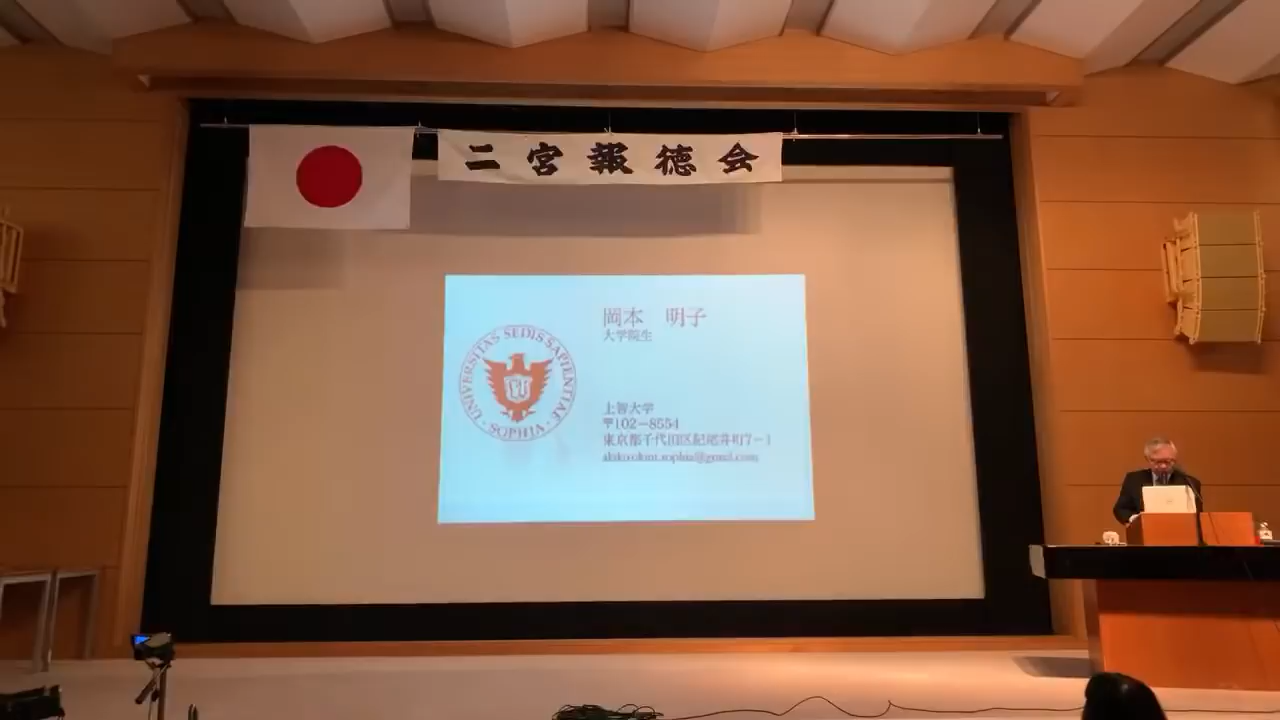 二宮報徳会
岡本 明子
大学院生
UNIVERSITAS SEDIS SAPIENTIAE
SOPHIA
上智大学
〒102-8554
東京都千代田区紀尾井町7-1